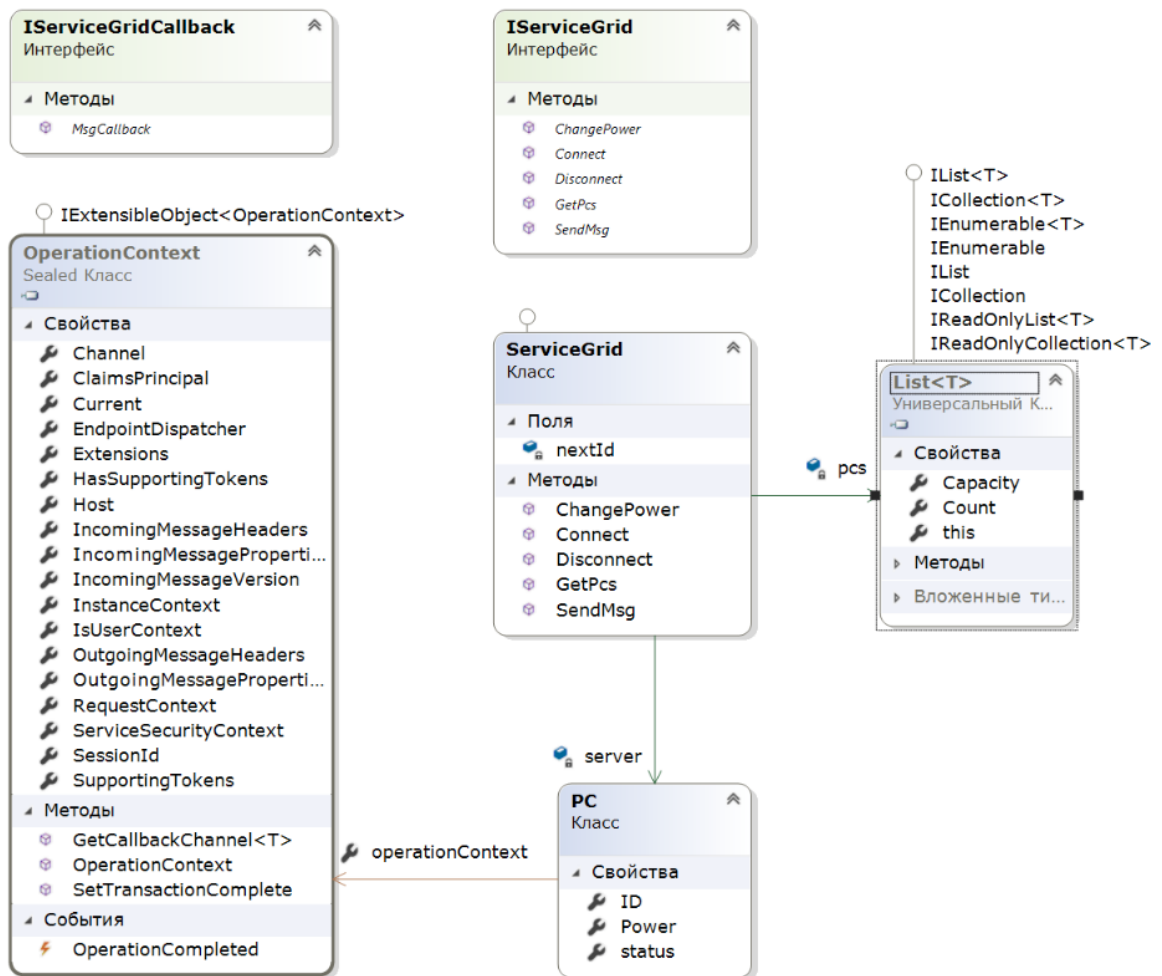 IServiceGridCallback
Интерфейс
Методы
MsgCallback
IServiceGrid
Интерфейс
Методы
ChangePower
Connect
Disconnect
GetPcs
SendMsg
IExtensibleObject<OperationContext>
OperationContext
Sealed Класс
Свойства
Channel
ClaimsPrincipal
Current
EndpointDispatcher
Extensions
HasSupportingTokens
Host
IncomingMessageHeaders
IncomingMessageProperti...
IncomingMessageVersion
InstanceContext
IsUserContext
OutgoingMessageHeaders
OutgoingMessageProperti...
RequestContext
ServiceSecurityContext
SessionId
SupportingTokens
Методы
GetCallbackChannel<T>
OperationContext
SetTransactionComplete
События
OperationCompleted
ServiceGrid
Класс
Поля
nextId
Методы
ChangePower
Connect
Disconnect
GetPcs
SendMsg
pcs
IList<T>
ICollection<T>
IEnumerable<T>
IEnumerable
IList
ICollection
IReadOnlyList<T>
IReadOnlyCollection<T>
List<T>
Универсальный К...
Свойства
Capacity
Count
this
Методы
Вложенные ти...
server
operationContext
PC
Класс
Свойства
ID
Power
status